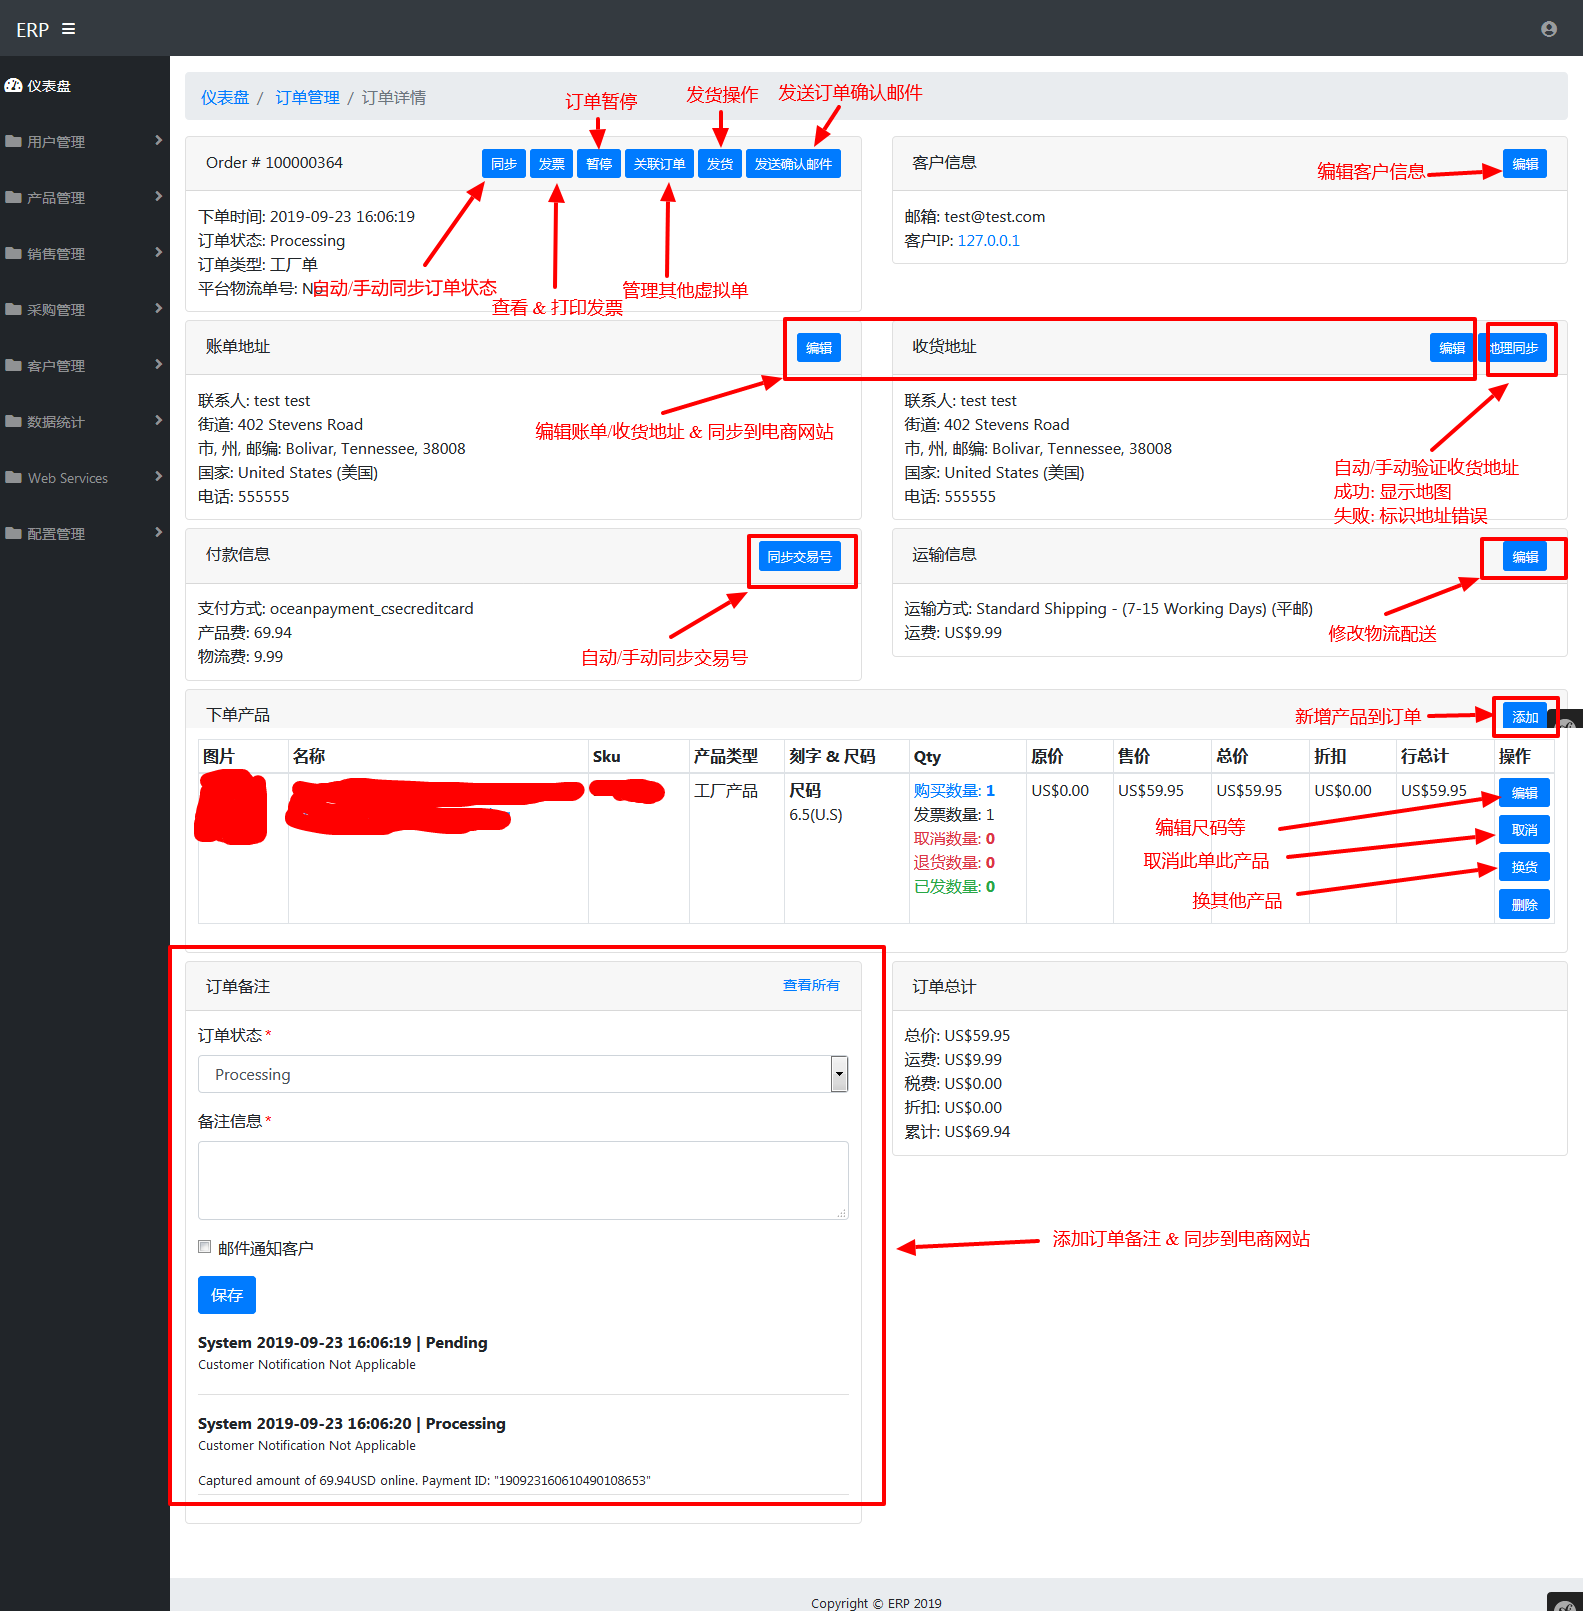 ERP
仪表盘
用户管理
产品管理
销售管理
采购管理
客户管理
数据统计
Web Services
配置管理
仪表盘 / 订单管理 / 订单详情
订单暂停
发货操作
发送订单确认邮件
Order # 100000364
同步
发票
暂停
关联订单
发货
发送确认邮件
下单时间: 2019-09-23 16:06:19
订单状态: Processing
订单类型: 工厂单
平台物流单号:
自动/手动同步订单状态
查看 & 打印发票
管理其他虚拟单
客户信息
编辑客户信息
编辑
邮箱: test@test.com
客户IP: 127.0.0.1
账单地址
编辑
联系人: test test
街道: 402 Stevens Road
市, 州, 邮编: Bolivar, Tennessee, 38008
国家: United States (美国)
电话: 555555
编辑账单/收货地址 & 同步到电商网站
收货地址
编辑
地理同步
联系人: test test
街道: 402 Stevens Road
市, 州, 邮编: Bolivar, Tennessee, 38008
国家: United States (美国)
电话: 555555
自动/手动验证收货地址
成功: 显示地图
失败: 标识地址错误
付款信息
同步交易号
支付方式: oceanpayment_csecreditcard
产品费: 69.94
物流费: 9.99
自动/手动同步交易号
运输信息
编辑
运输方式: Standard Shipping - (7-15 Working Days) (平邮)
运费: US$9.99
修改物流配送
下单产品
新增产品到订单
添加
图片 名称 Sku 产品类型 刻字 & 尺码 Qty 原价 售价 总价 折扣 行总计 操作
工厂产品
尺码
6.5(U.S)
购买数量: 1
发票数量: 1
取消数量: 0
退货数量: 0
已发数量: 0
US$0.00 US$59.95 US$59.95 US$0.00 US$59.95
编辑
取消
换货
删除
编辑尺码等
取消此单此产品
换其他产品
订单备注
查看所有
订单状态 *
Processing
备注信息 *
邮件通知客户
保存
System 2019-09-23 16:06:19 | Pending
Customer Notification Not Applicable
System 2019-09-23 16:06:20 | Processing
Customer Notification Not Applicable
Captured amount of 69.94USD online. Payment ID: "190923160610490108653"
订单总计
总价: US$59.95
运费: US$9.99
税费: US$0.00
折扣: US$0.00
累计: US$69.94
添加订单备注 & 同步到电商网站
Copyright © ERP 2019